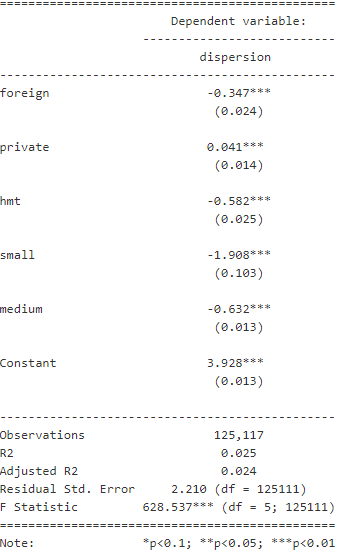 Dependent variable:
dispersion
foreign -0.347***
(0.024)
private 0.041***
(0.014)
hmt -0.582***
(0.025)
small -1.908***
(0.103)
medium -0.632***
(0.013)
Constant 3.928***
(0.013)
Observations 125,117
R2 0.025
Adjusted R2 0.024
Residual Std. Error 2.210 (df = 125111)
F Statistic 628.537*** (df = 5; 125111)
Note: *p<0.1; **p<0.05; ***p<0.01